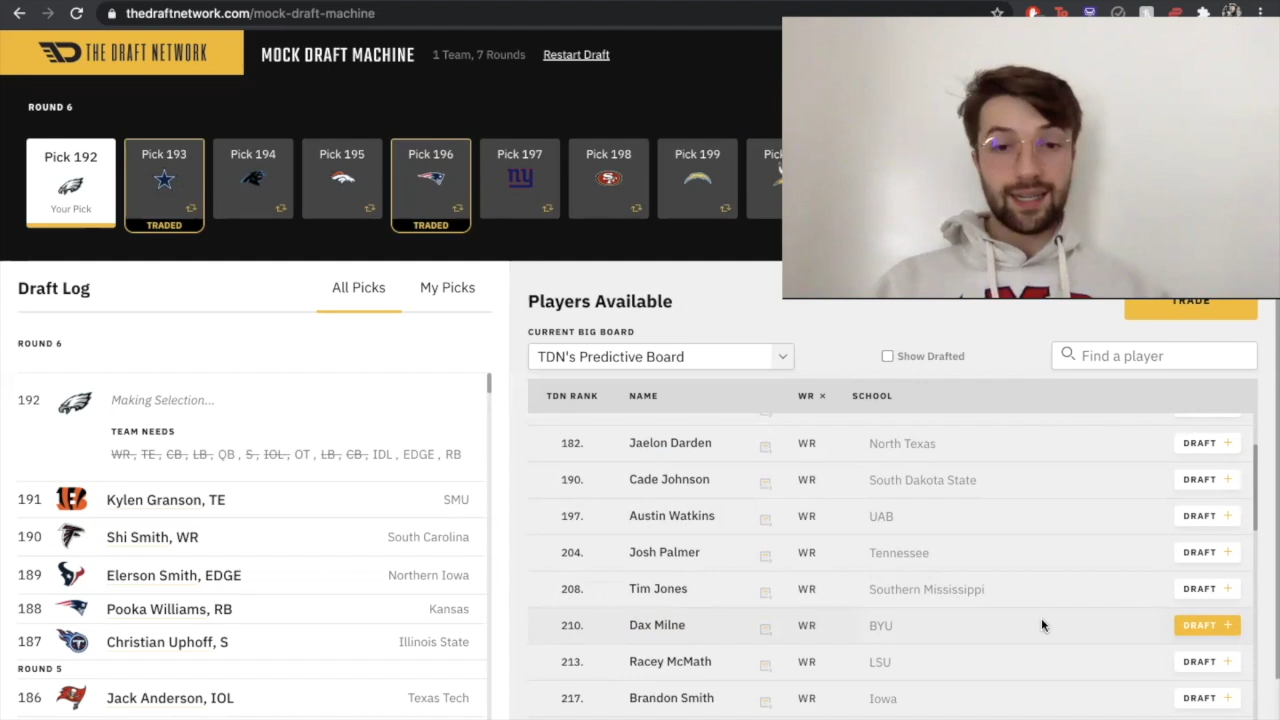 thedraftnetwork.com/mock-draft-machine
THE DRAFT NETWORK
MOCK DRAFT MACHINE
1 Team, 7 Rounds
Restart Draft
ROUND 6
Pick 192
Your Pick
Pick 193
TRADED
Pick 194
Pick 195
Pick 196
TRADED
Pick 197
ny
Pick 198
Pick 199
Draft Log
All Picks
My Picks
ROUND 6
192 Making Selection...
TEAM NEEDS
WR, TE, CB, LB, QB, S, IOL, OT, LB, CB, IDL, EDGE, RB
191 Kylen Granson, TE SMU
190 Shi Smith, WR South Carolina
189 Elerson Smith, EDGE Northern Iowa
188 Pooka Williams, RB Kansas
187 Christian Uphoff, S Illinois State
ROUND 5
186 Jack Anderson, IOL Texas Tech
Players Available
TRADE
CURRENT BIG BOARD
TDN's Predictive Board
Show Drafted
Find a player
TDN RANK NAME WR × SCHOOL
182. Jaelon Darden WR North Texas DRAFT +
190. Cade Johnson WR South Dakota State DRAFT +
197. Austin Watkins WR UAB DRAFT +
204. Josh Palmer WR Tennessee DRAFT +
208. Tim Jones WR Southern Mississippi DRAFT +
210. Dax Milne WR BYU DRAFT +
213. Racey McMath WR LSU DRAFT +
217. Brandon Smith WR Iowa DRAFT +